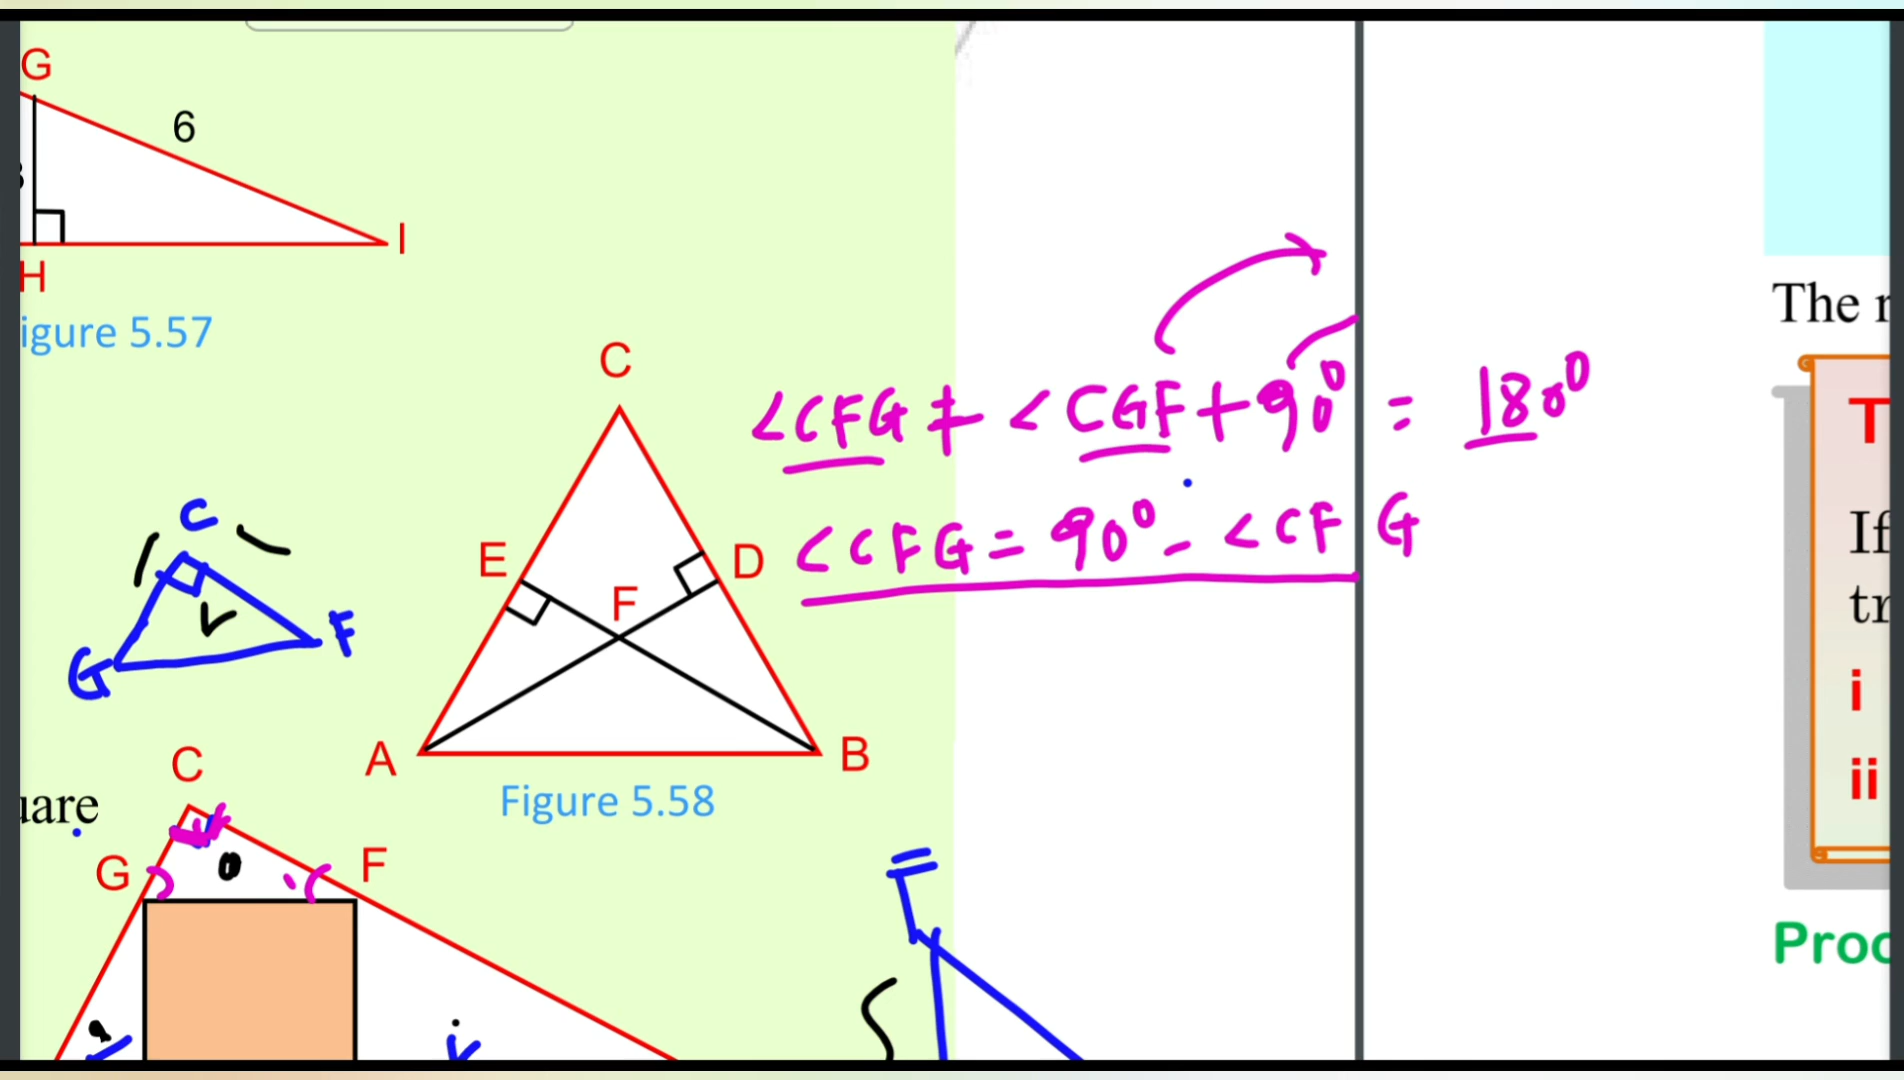 G
6
I
H
igure 5.57
C
∠CFG + ∠CGF + 90° = 180°
∠CFG = 90° - ∠CF G
E
D
F
A
B
Figure 5.58
C
F
G
uare
C
G
F
The
T
If
tr
i
ii
Proo